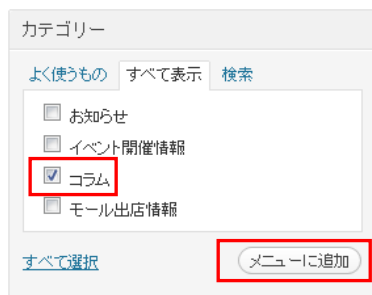 カテゴリー
よく使うもの すべて表示 検索
お知らせ
イベント開催情報
コラム
モール出店情報
すべて選択 メニューに追加